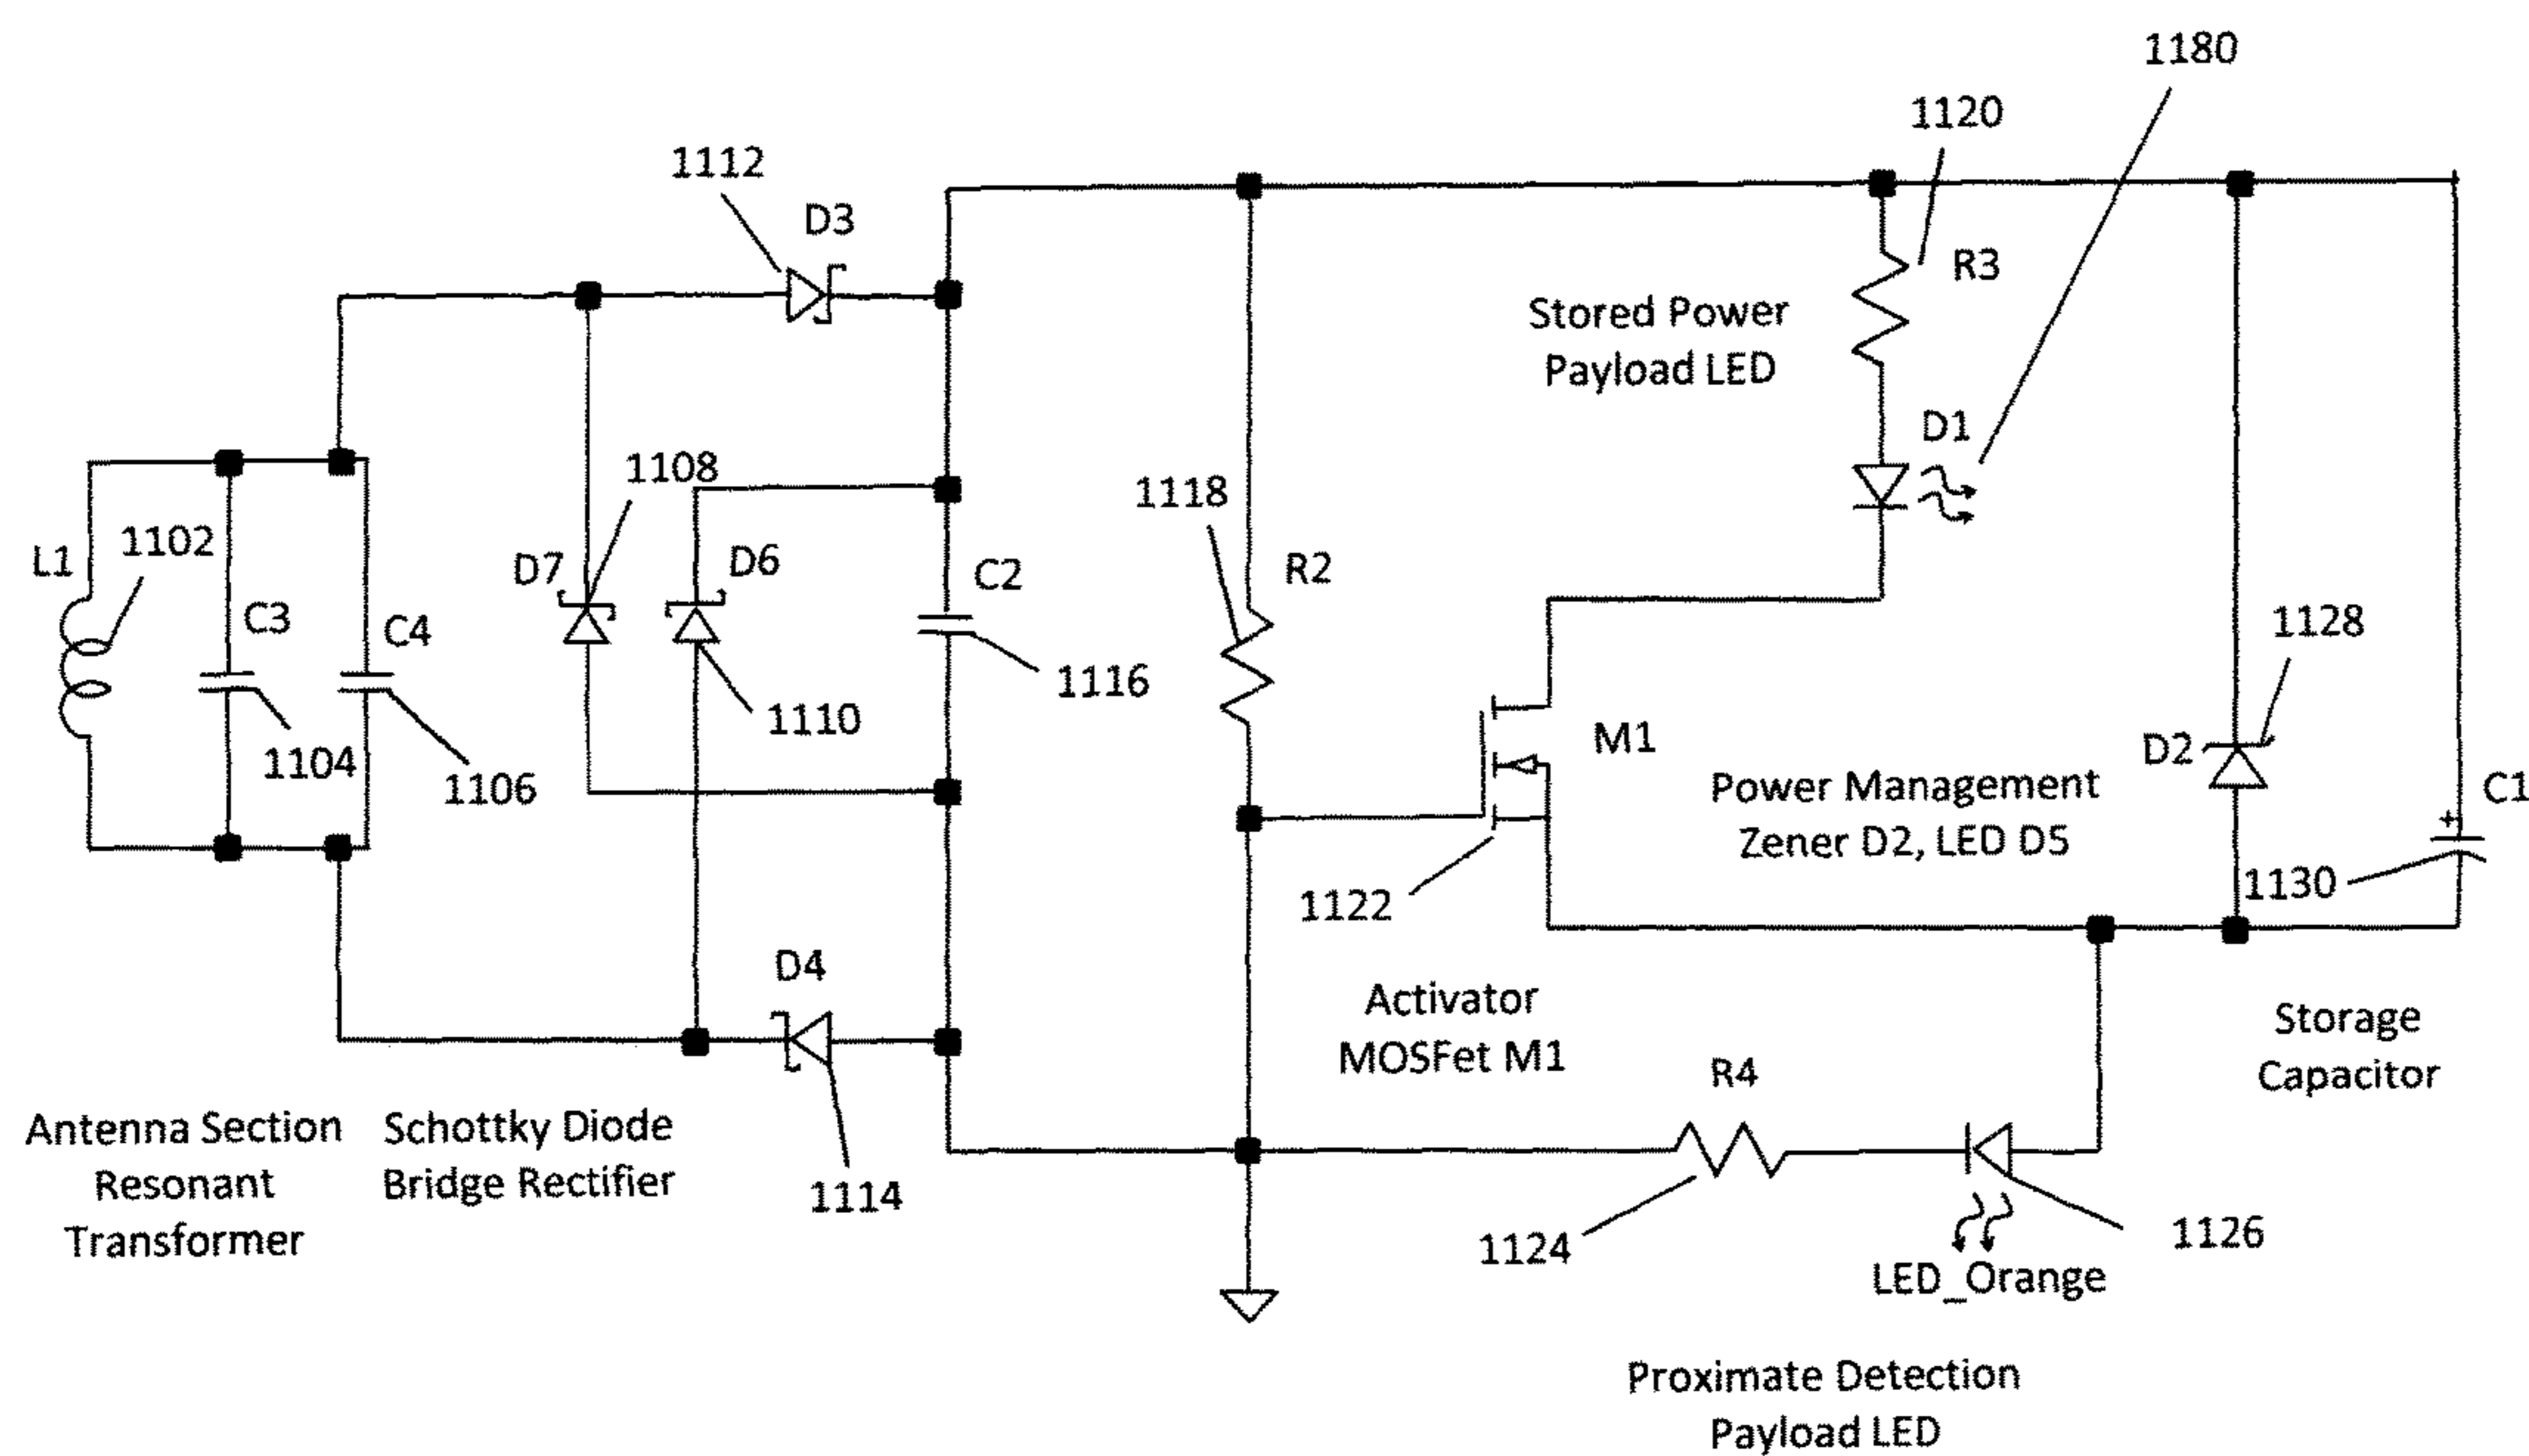 1180
1120
1112
D3
R3
Stored Power
Payload LED
D1
1108
1118
1102
L1
D7
D6
C2
R2
C3
C4
1128
1116
1110
M1
D2
1104
1106
Power Management
Zener D2, LED D5
C1
+
1130
1122
D4
Activator
MOSFet M1
Storage
Capacitor
R4
Antenna Section
Resonant
Transformer
Schottky Diode
Bridge Rectifier
1114
1124
1126
LED_Orange
Proximate Detection
Payload LED